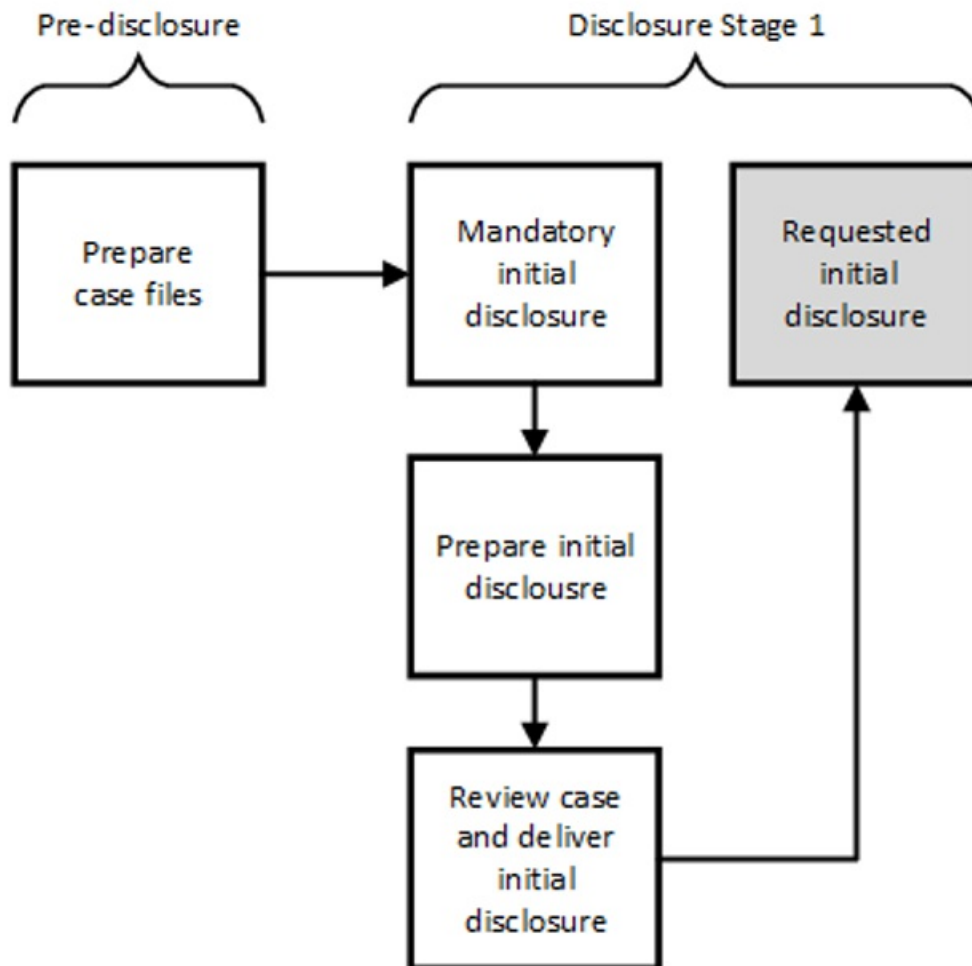 Pre-disclosure
Disclosure Stage 1
Prepare
case files
Mandatory
initial
disclosure
Requested
initial
disclosure
Prepare initial
disclousre
Review case
and deliver
initial
disclosure